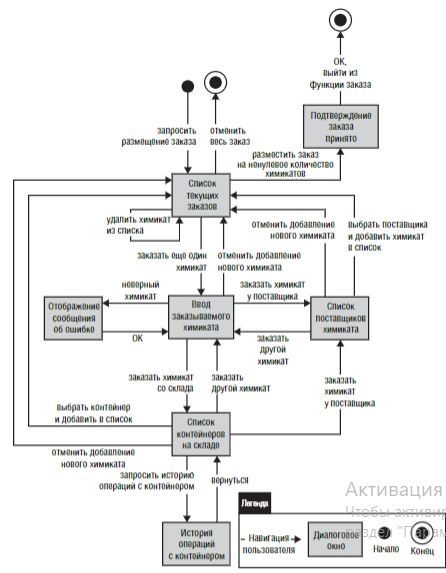 ОК,
выйти из
функции заказа
Подтверждение
заказа
принято
запросить
размещение заказа
отменить
весь заказ
разместить заказ
на ненулевое количество
химикатов
Список
текущих
заказов
удалить химикат
из списка
отменить добавление
нового химиката
выбрать поставщика
и добавить химикат
в список
заказать еще один
химикат
отменить добавление
нового химиката
неверный
химикат
заказать химикат
у поставщика
Отображение
сообщения
об ошибке
Ввод
заказываемого
химиката
Список
поставщиков
химиката
ОК
заказать
другой
химикат
заказать химикат
со склада
заказать
другой химикат
заказать
химикат
у поставщика
выбрать контейнер
и добавить в список
Список
контейнеров
на складе
отменить добавление
нового химиката
запросить историю
операций с контейнером
вернуться
Активация
Чтобы активир
раздел "Парам
История
операций
с контейнером
Легенда
Навигация
пользователя
Диалоговое
окно
Начало
Конец